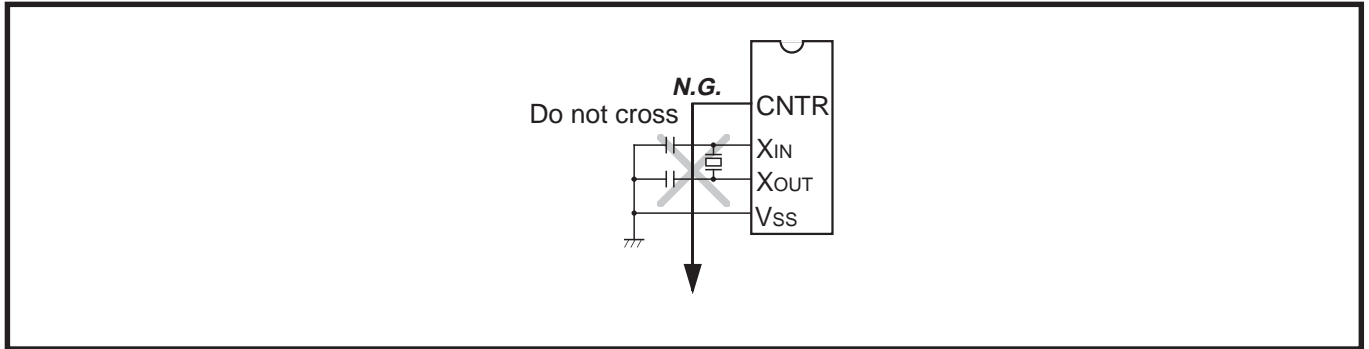 N.G.
Do not cross
CNTR
XIN
XOUT
VSS